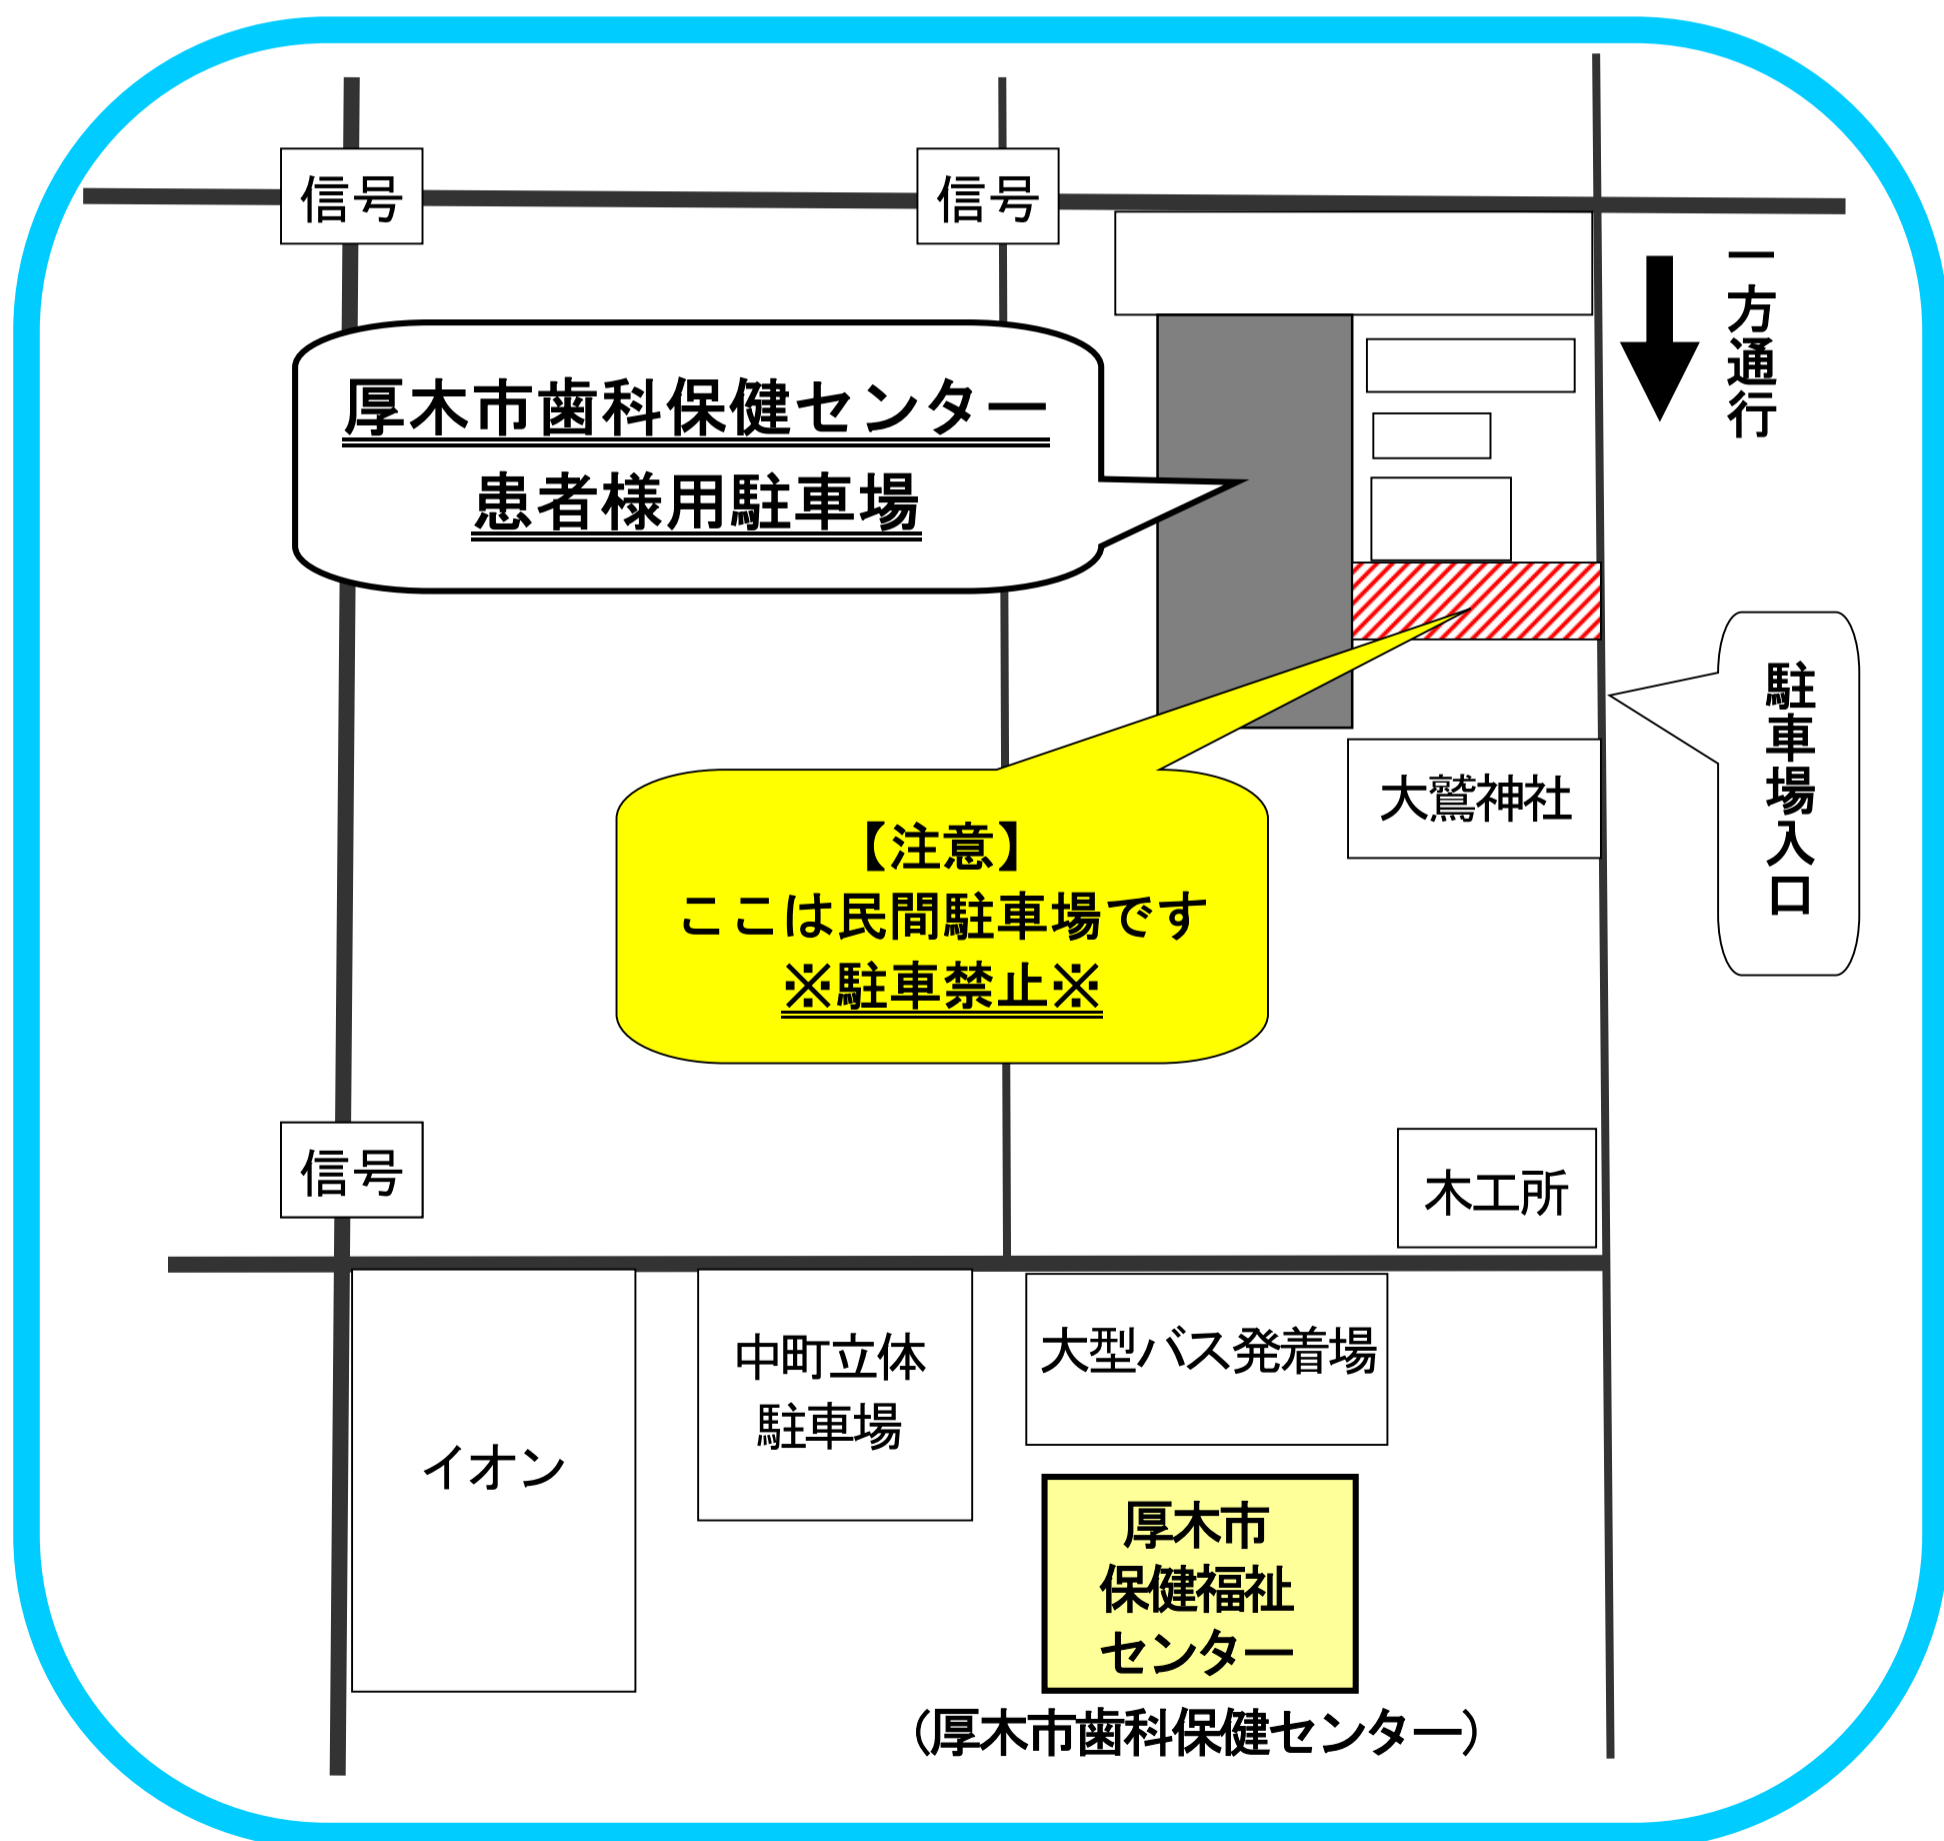 信号
信号
一方通行
厚木市歯科保健センター
患者様用駐車場
駐車場入口
大鷲神社
【注意】
ここは民間駐車場です
※駐車禁止※
信号
木工所
イオン
中町立体
駐車場
大型バス発着場
厚木市
保健福祉
センター
（厚木市歯科保健センター）